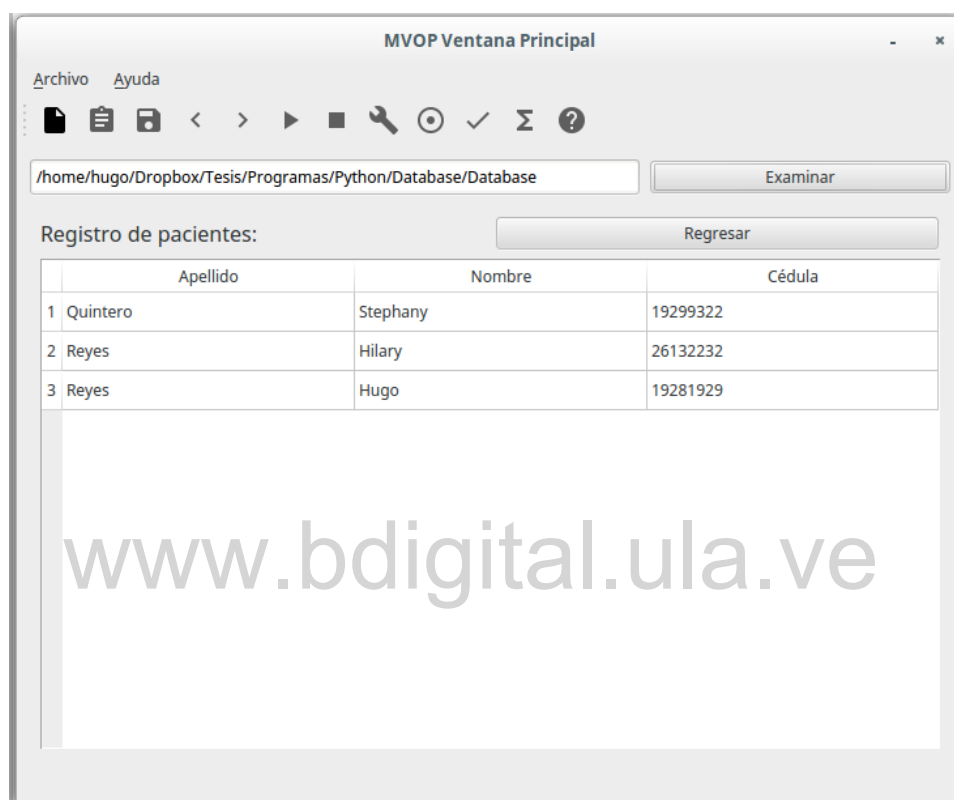 MVOP Ventana Principal
Archivo Ayuda
/home/hugo/Dropbox/Tesis/Programas/Python/Database/Database Examinar
Registro de pacientes: Regresar
Apellido Nombre Cédula
1 Quintero Stephany 19299322
2 Reyes Hilary 26132232
3 Reyes Hugo 19281929
www.bdigital.ula.ve